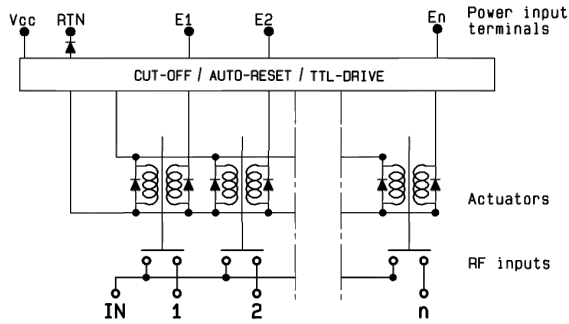 Vcc RTN E1 E2 En Power input
terminals
CUT-OFF / AUTO-RESET / TTL-DRIVE
Actuators
RF inputs
IN 1 2 n